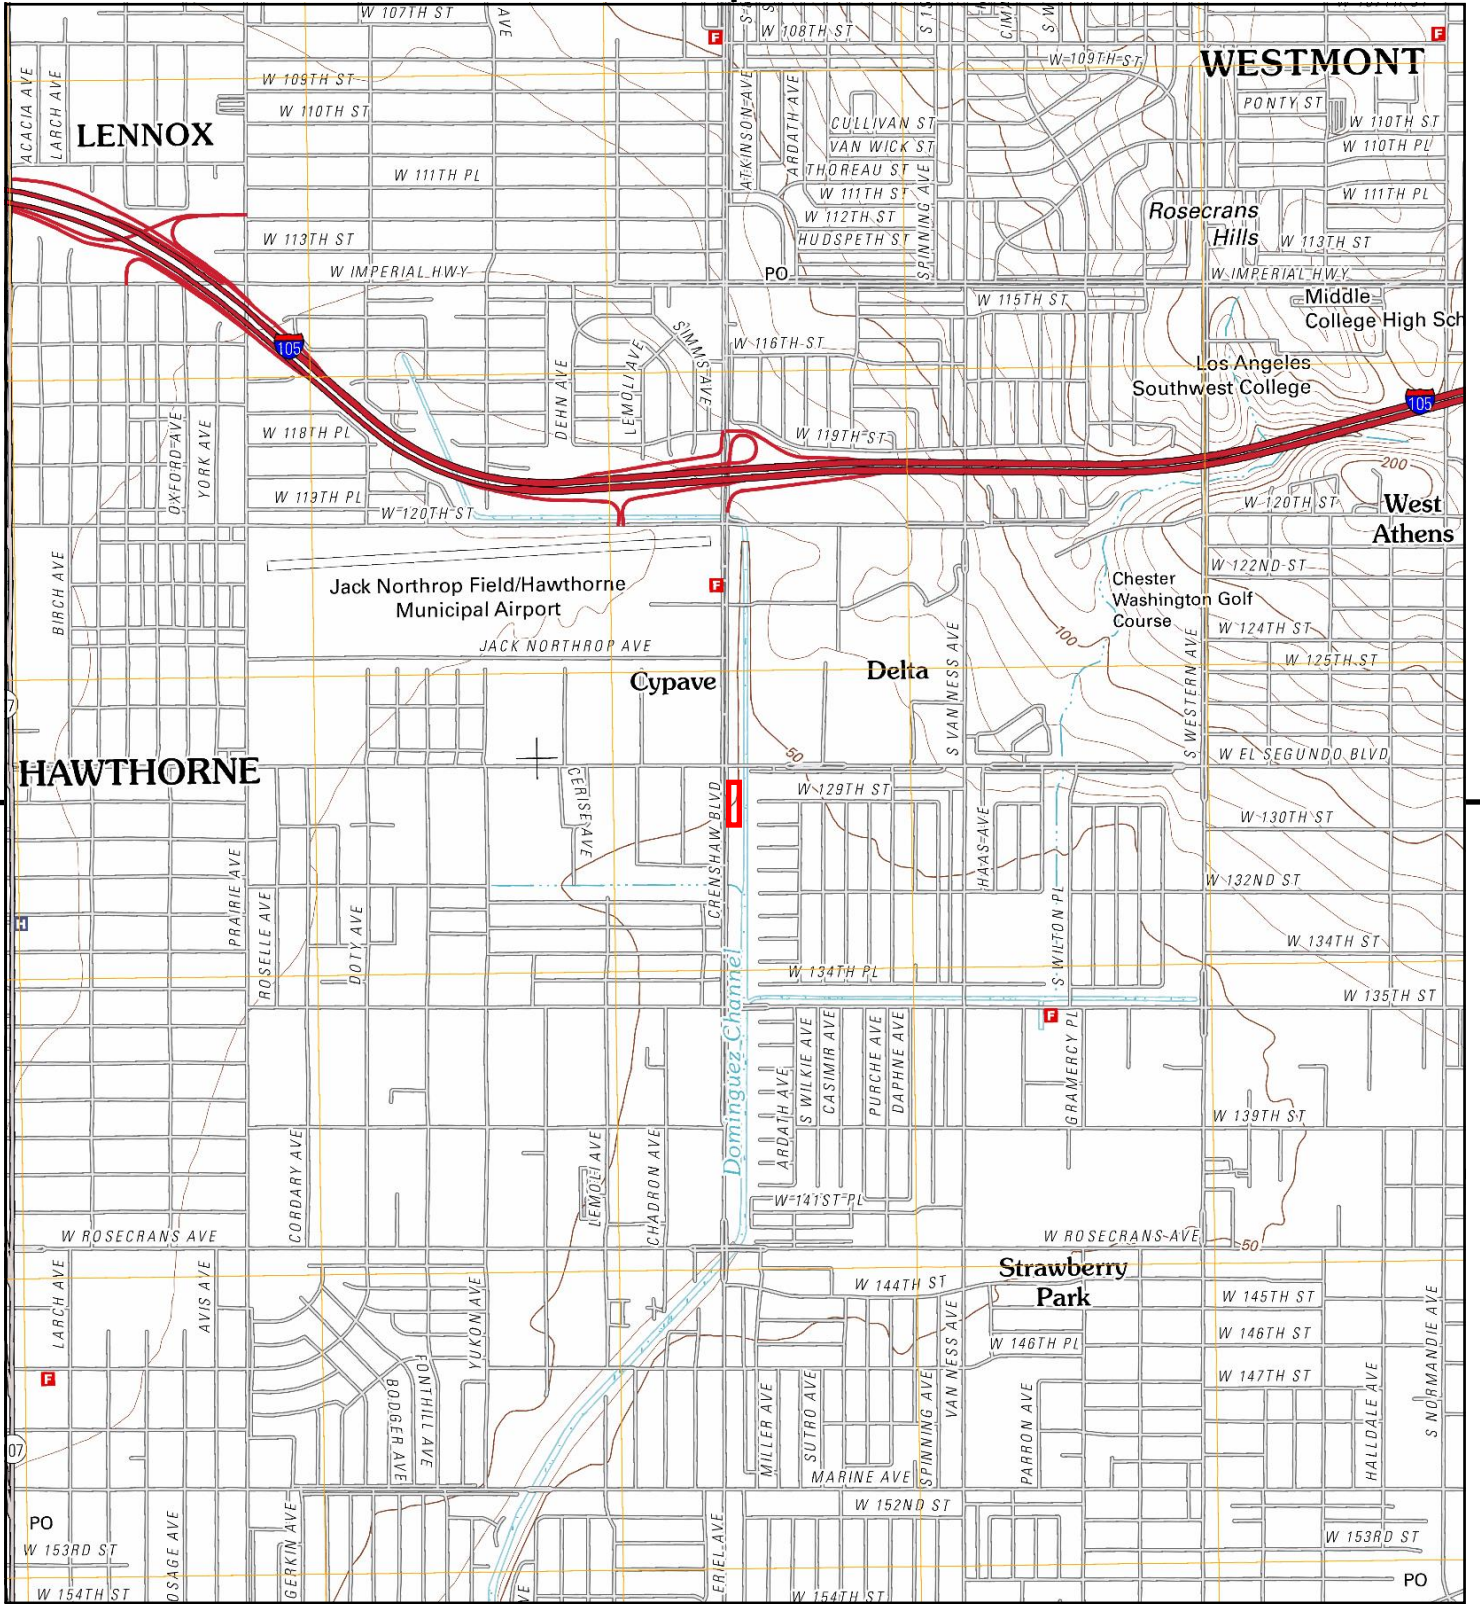 W 107TH ST
AVE
W 108TH ST
F
F
WESTMONT
W 109TH ST
W 109TH ST
ACACIA AVE
LARCH AVE
W 110TH ST
ATKINSON AVE
ARDATH AVE
PONTY ST
LENNOX
CULLIVAN ST
W 110TH ST
VAN WICK ST
W 110TH PL
W 111TH PL
THOREAU ST
W 111TH ST
W 111TH PL
W 112TH ST
SPINNING AVE
Rosecrans
Hills
W 113TH ST
HUDSPETH ST
W 113TH ST
W IMPERIAL HWY
PO
W IMPERIAL HWY
W 115TH ST
Middle
College High Sch
SIMMS AVE
W 116TH ST
105
DEHN AVE
LEMOLI AVE
Los Angeles
Southwest College
105
OXFORD AVE
YORK AVE
W 118TH PL
W 119TH ST
200
W 119TH PL
W 120TH ST
W 120TH ST
West
Athens
BIRCH AVE
Jack Northrop Field/Hawthorne
Municipal Airport
F
W 122ND ST
Chester
Washington Golf
Course
100
W 124TH ST
JACK NORTHROP AVE
S VAN NESS AVE
S WESTERN AVE
W 125TH ST
Cypave
Delta
7
50
W EL SEGUNDO BLVD
HAWTHORNE
CERISE AVE
CRENSHAW BLVD
W 129TH ST
W 130TH ST
HAAS AVE
PRAIRIE AVE
W 132ND ST
H
ROSELLE AVE
DOTY AVE
S WILTON PL
W 134TH ST
W 134TH PL
W 135TH ST
Dominguez Channel
F
S WILKIE AVE
CASIMIR AVE
PURCHE AVE
DAPHNE AVE
GRAMERCY PL
ARDATH AVE
W 139TH ST
CORDARY AVE
LEMOLI AVE
CHADRON AVE
W 141ST PL
W ROSECRANS AVE
W ROSECRANS AVE
50
Strawberry
Park
LARCH AVE
AVIS AVE
YUKON AVE
W 144TH ST
W 145TH ST
S NORMANDIE AVE
VAN NESS AVE
W 146TH ST
W 146TH PL
F
W 147TH ST
BODGER AVE
FONTHILL AVE
MILLER AVE
SUTRO AVE
SPINNING AVE
PARRON AVE
HALLDALE AVE
07
MARINE AVE
W 152ND ST
PO
W 153RD ST
OSAGE AVE
GERKIN AVE
ERIEL AVE
W 153RD ST
W 154TH ST
VE
W 154TH ST
PO